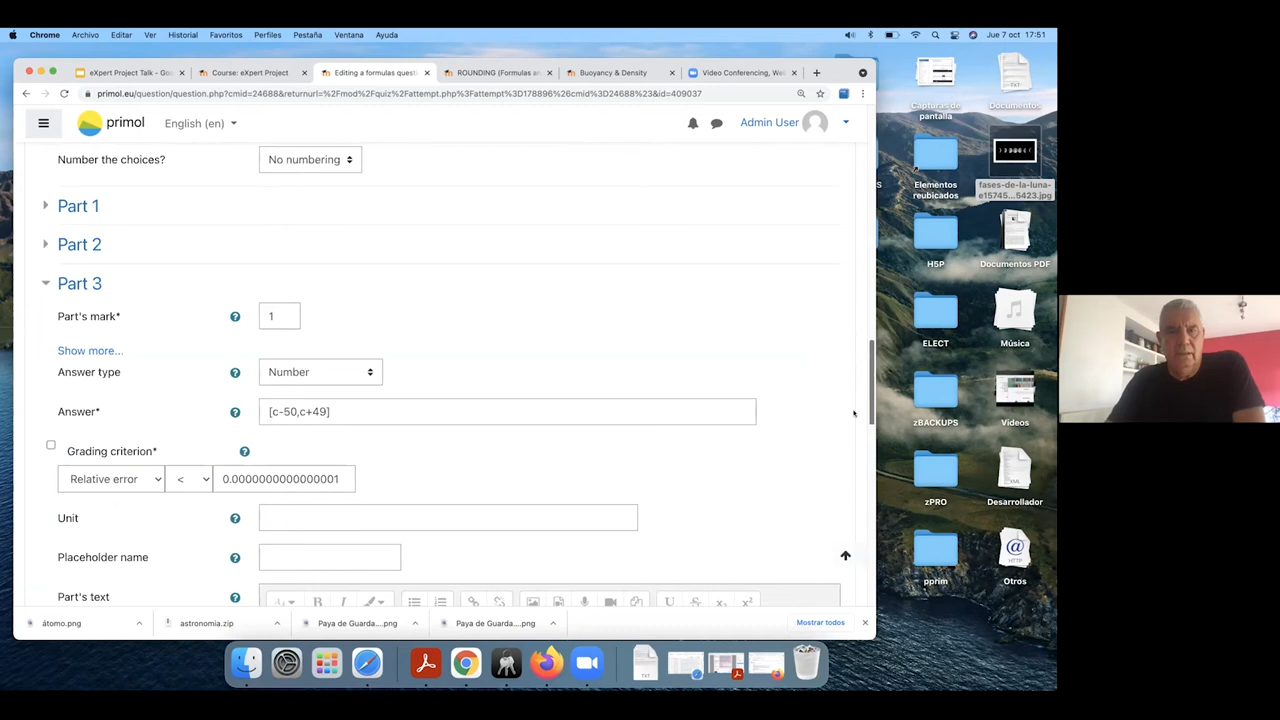 Chrome Archivo Editar Ver Historial Favoritos Perfiles Pestaña Ventana Ayuda Jue 7 oct 17:51
eXpert Project Talk - Goo Course: eXpert Project Editing a formulas questi ROUNDING (Formulas an Buoyancy & Density Video Conferencing, We
primol.eu/question/question.php?cmid=24688&returnurl=%2Fmod%2Fquiz%2Fattempt.php%3Fattempt%3D178896%26cmid%3D24688%23&id=409037
primol English (en) Admin User
Number the choices? No numbering
Part 1
Part 2
Part 3
Part's mark* 1
Show more...
Answer type Number
Answer* [c-50,c+49]
Grading criterion*
Relative error < 0.0000000000000001
Unit
Placeholder name
Part's text
átomo.png astronomia.zip Paya de Guarda....png Paya de Guarda....png Mostrar todos
Capturas de pantalla
Documentos
Elementos reubicados
fases-de-la-luna-e15745...5423.jpg
H5P
Documentos PDF
ELECT
Música
zBACKUPS
Videos
zPRO
Desarrollador
pprim
Otros